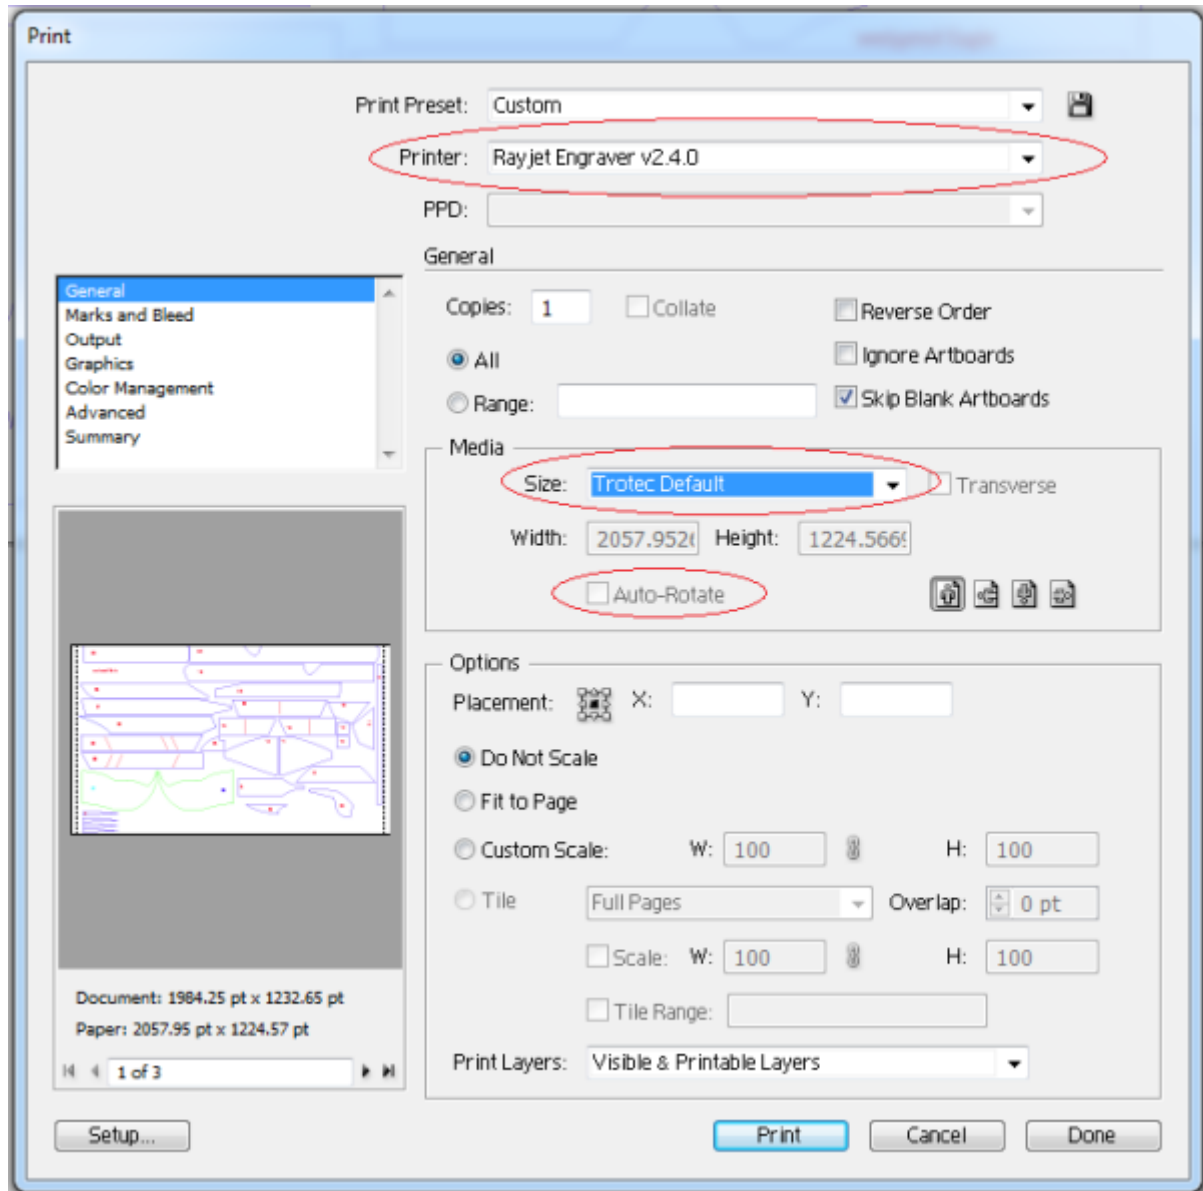 Print
Print Preset: Custom
Printer: Rayjet Engraver v2.4.0
PPD:
General
General
Marks and Bleed
Output
Graphics
Color Management
Advanced
Summary
Copies: 1 Collate Reverse Order
All Ignore Artboards
Range: Skip Blank Artboards
Media
Size: Trotec Default Transverse
Width: 2057.952 Height: 1224.566
Auto-Rotate
Options
Placement: X: Y:
Do Not Scale
Fit to Page
Custom Scale: W: 100 H: 100
Tile Full Pages Overlap: 0 pt
Scale: W: 100 H: 100
Tile Range:
Print Layers: Visible & Printable Layers
Document: 1984.25 pt x 1232.65 pt
Paper: 2057.95 pt x 1224.57 pt
1 of 3
Setup... Print Cancel Done